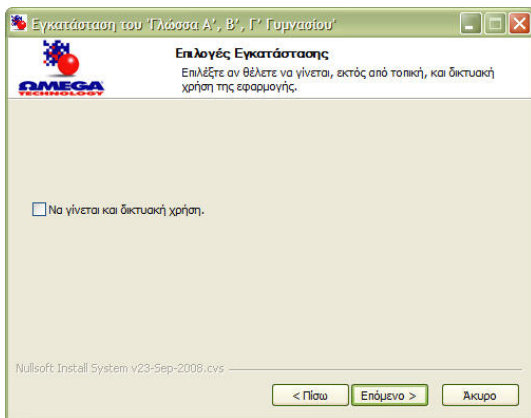 Εγκατάσταση του 'Γλώσσα Α', Β', Γ' Γυμνασίου'
Επιλογές Εγκατάστασης
Επιλέξτε αν θέλετε να γίνεται, εκτός από τοπική, και δικτυακή
χρήση της εφαρμογής.
ΩMEGA
TECHNOLOGY
Να γίνεται και δικτυακή χρήση.
Nullsoft Install System v23-Sep-2008.cvs
< Πίσω
Επόμενο >
Άκυρο